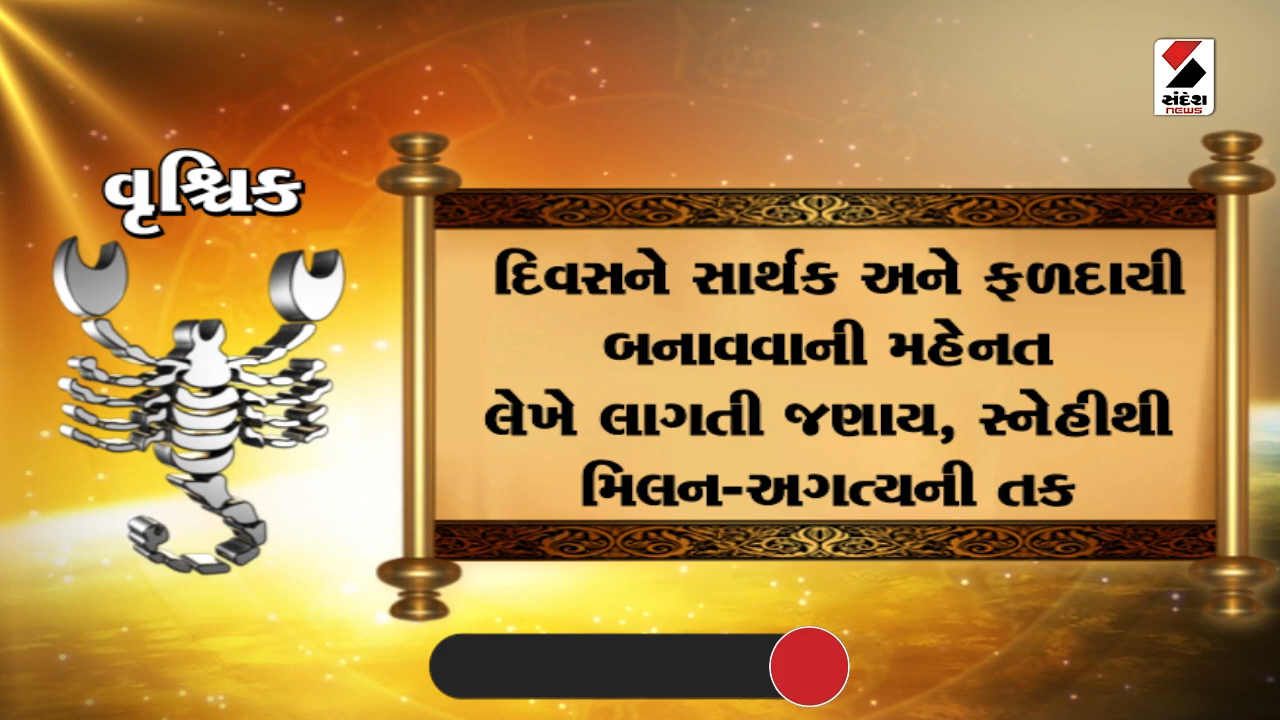 સંદેશ
NEWS
વૃશ્ચિક
દિવસને સાર્થક અને ફળદાયી
બનાવવાની મહેનત
લેખે લાગતી જણાય, સ્નેહીથી
મિલન-અગત્યની તક